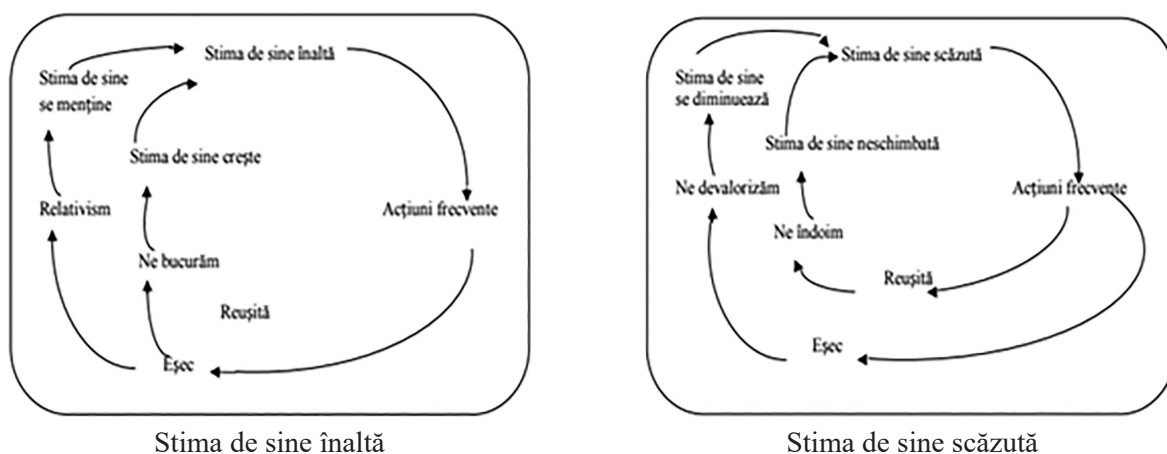 Stima de sine înaltă
Stima de sine
se menține
Stima de sine crește
Relativism
Acțiuni frecvente
Ne bucurăm
Reușită
Eșec
Stima de sine înaltă
Stima de sine scăzută
Stima de sine
se diminuează
Stima de sine neschimbată
Ne devalorizăm
Acțiuni frecvente
Ne îndoim
Reușită
Eșec
Stima de sine scăzută